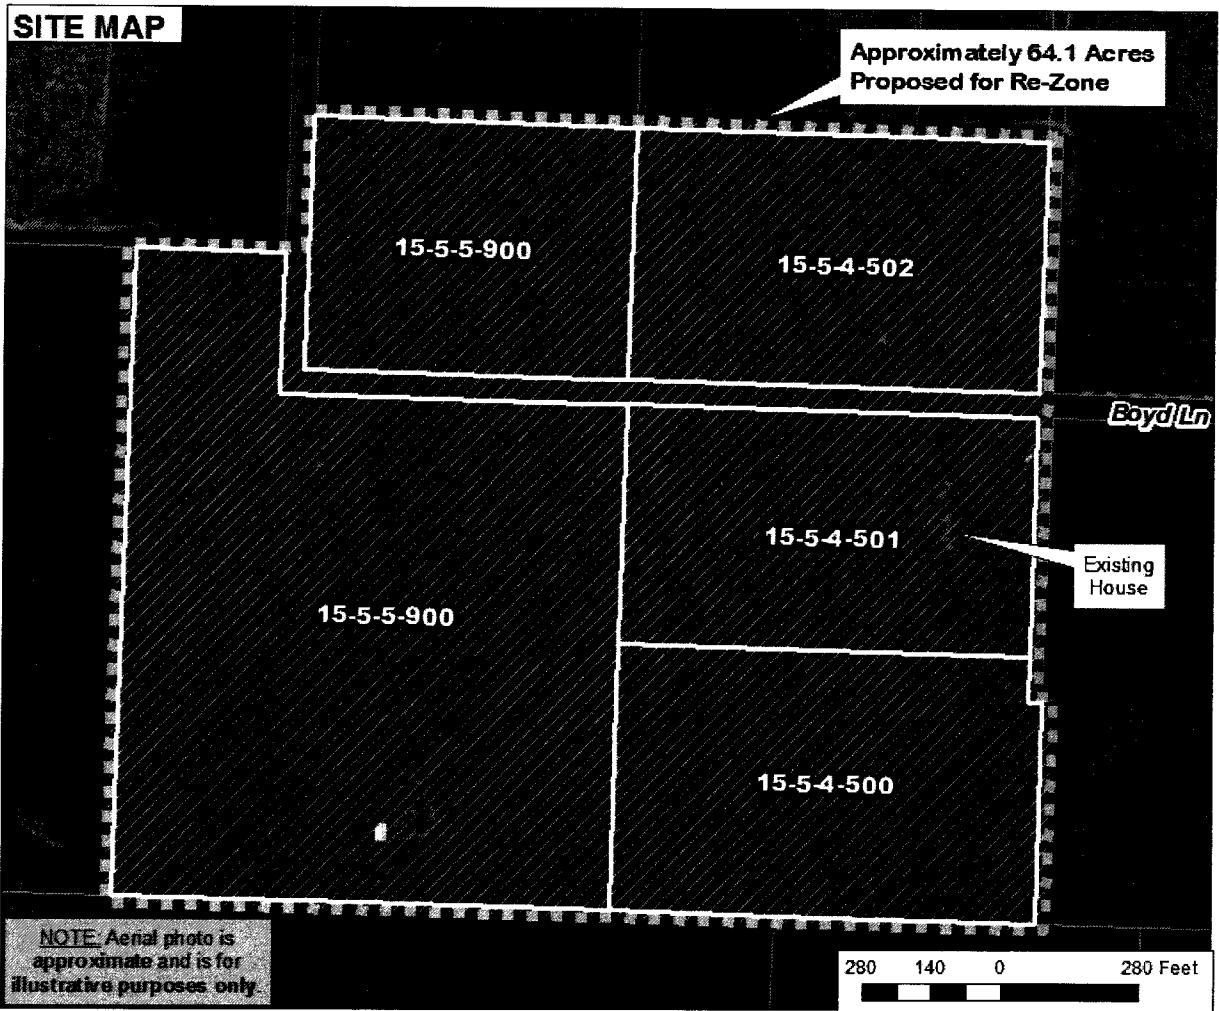 SITE MAP
Approximately 64.1 Acres
Proposed for Re-Zone
15-5-5-900
15-5-4-502
Boyd Ln
15-5-4-501
Existing
House
15-5-5-900
15-5-4-500
NOTE: Aerial photo is
approximate and is for
illustrative purposes only.
280 140 0 280 Feet